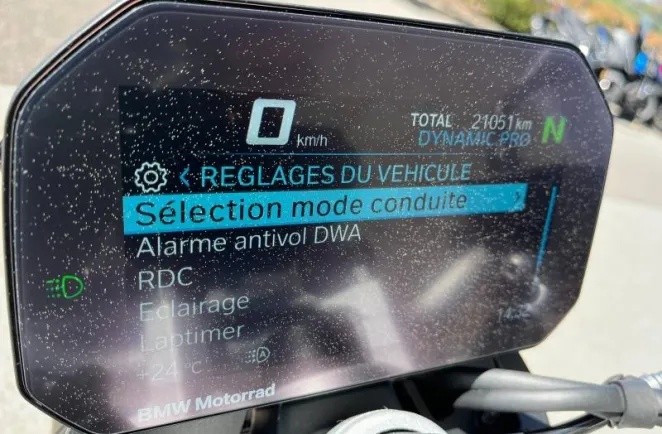 0 km/h
TOTAL 21051 km
DYNAMIC PRO N
< REGLAGES DU VEHICULE
Sélection mode conduite >
Alarme antivol DWA
RDC
Eclairage
Laptimer
+24 °C
BMW Motorrad